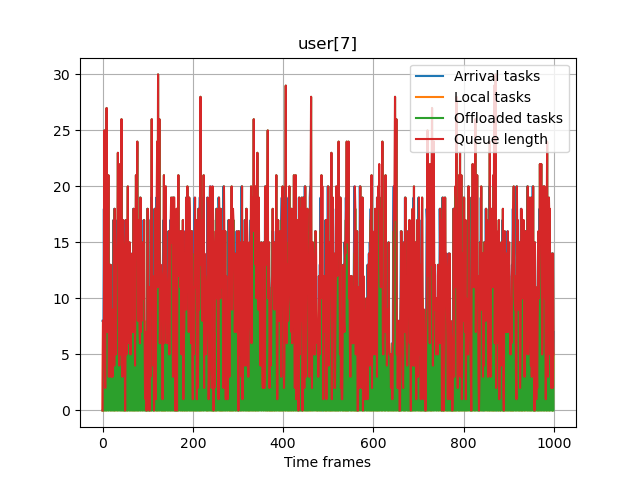 user[7]
30
25
20
15
10
5
0
Arrival tasks
Local tasks
Offloaded tasks
Queue length
0 200 400 600 800 1000
Time frames